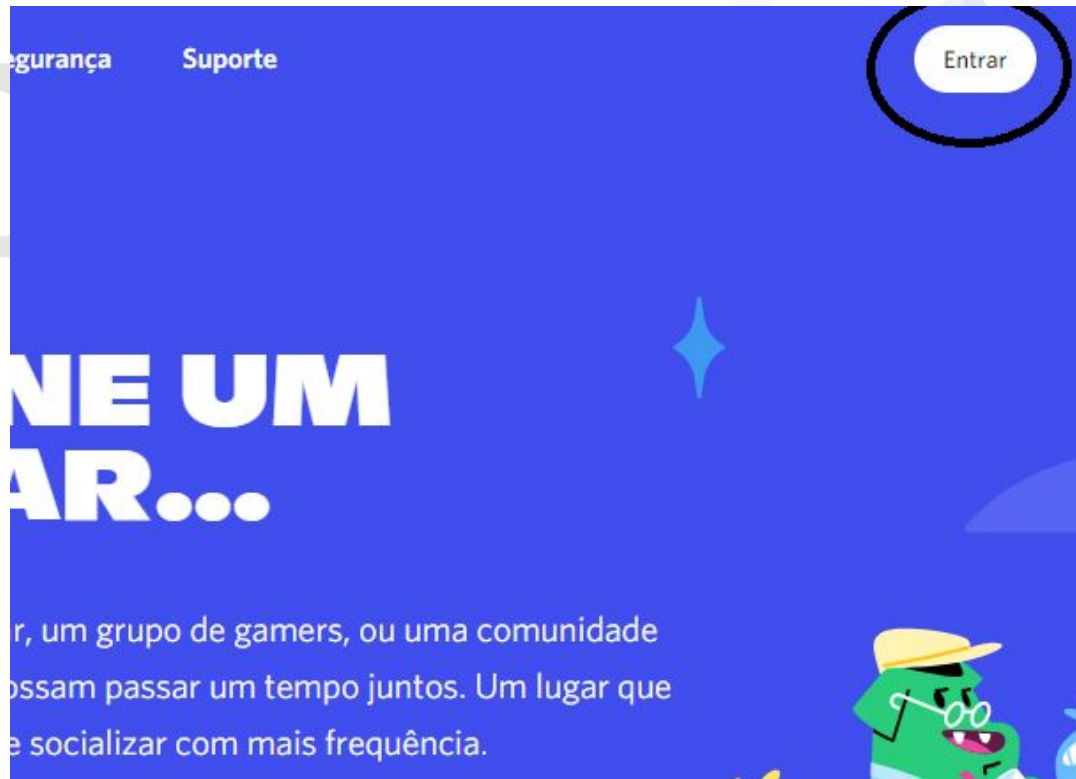 egurança Suporte Entrar
NE UM
AR...
r, um grupo de gamers, ou uma comunidade
ossam passar um tempo juntos. Um lugar que
e socializar com mais frequência.